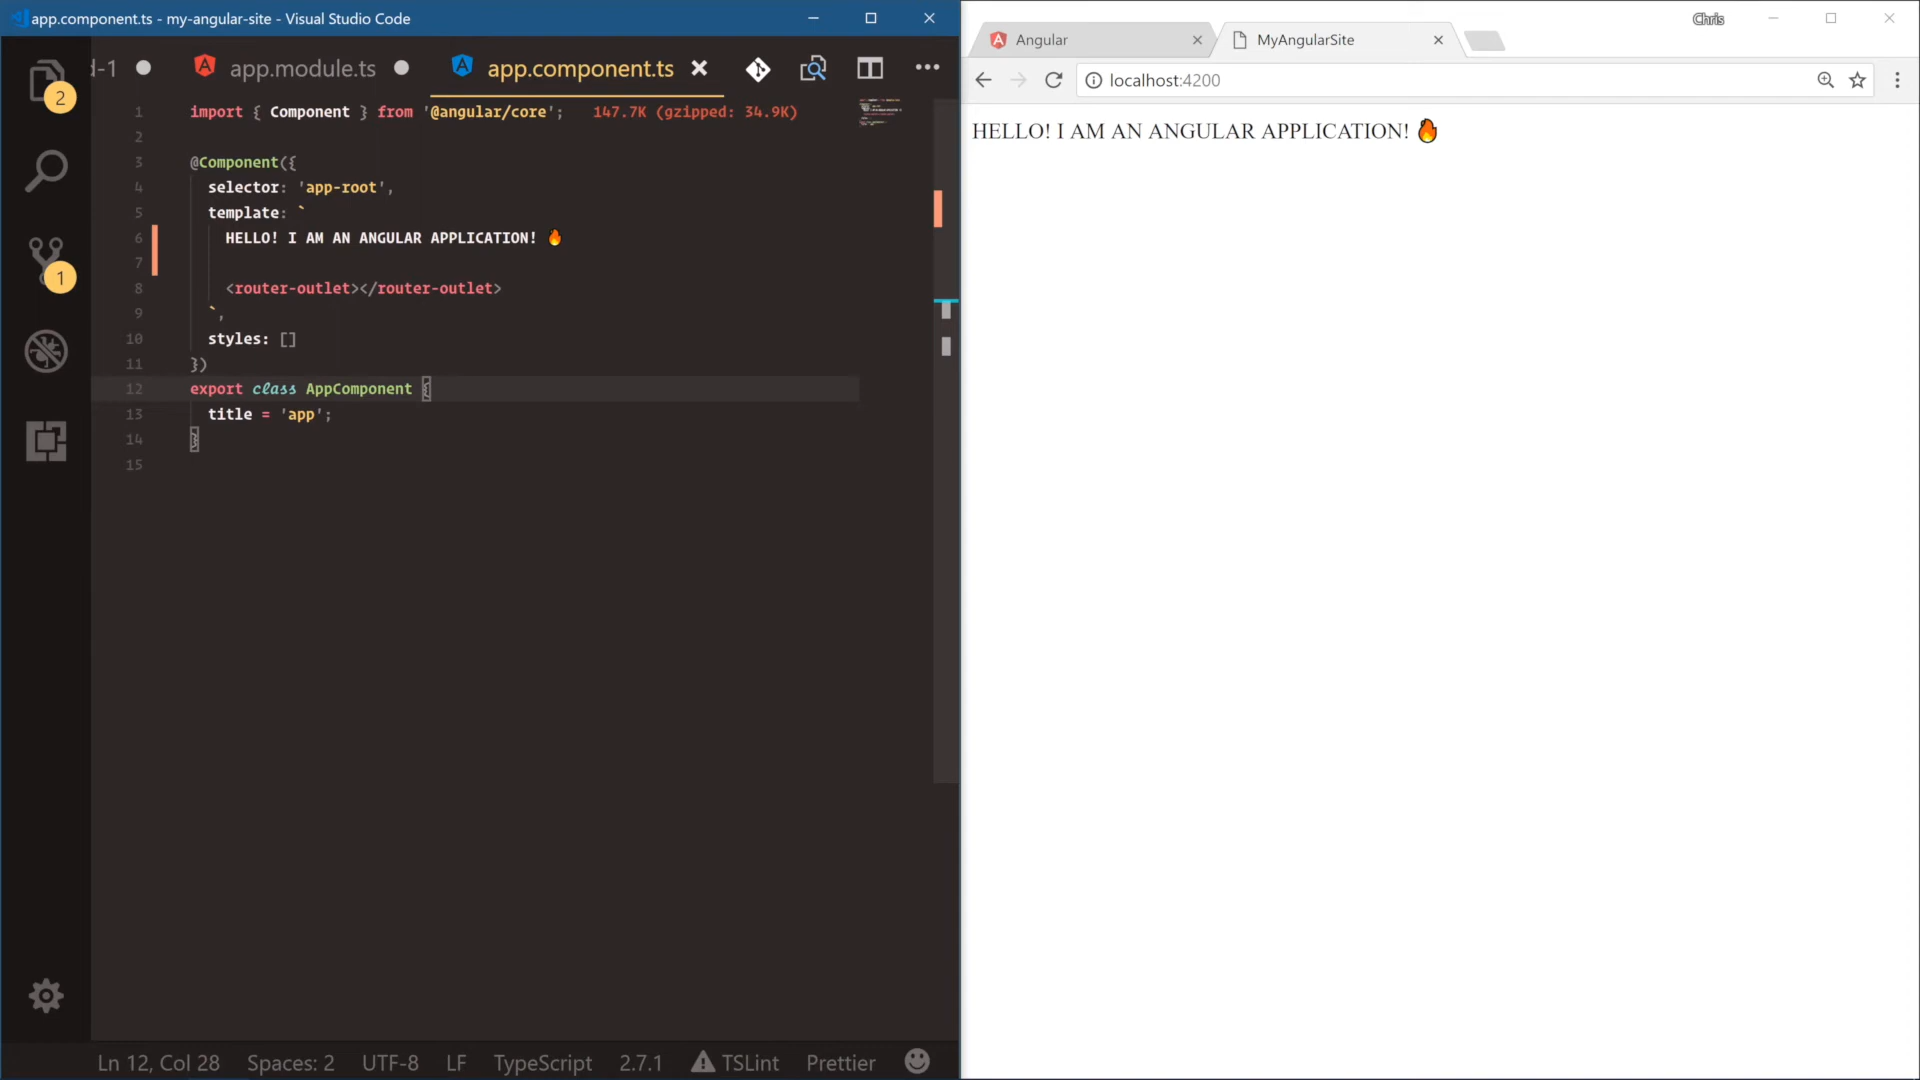 app.component.ts - my-angular-site - Visual Studio Code
d-1 app.module.ts app.component.ts
2
1
1 import { Component } from '@angular/core'; 147.7K (gzipped: 34.9K)
2
3 @Component({
4 selector: 'app-root',
5 template: `
6 HELLO! I AM AN ANGULAR APPLICATION! 🔥
7
8 <router-outlet></router-outlet>
9 `,
10 styles: []
11 })
12 export class AppComponent {
13 title = 'app';
14 }
15
Ln 12, Col 28 Spaces: 2 UTF-8 LF TypeScript 2.7.1 TSLint Prettier
Chris
Angular MyAngularSite
localhost:4200
HELLO! I AM AN ANGULAR APPLICATION! 🔥